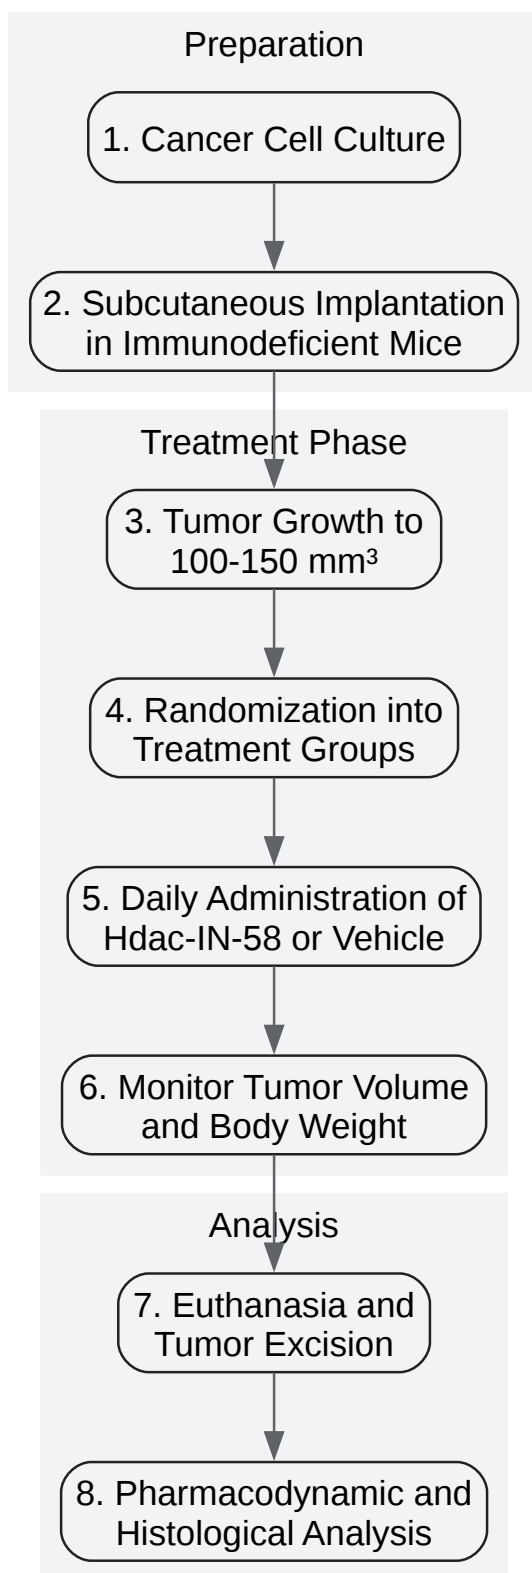 Preparation
1. Cancer Cell Culture
2. Subcutaneous Implantation
in Immunodeficient Mice
Treatment Phase
3. Tumor Growth to
100-150 mm³
4. Randomization into
Treatment Groups
5. Daily Administration of
Hdac-IN-58 or Vehicle
6. Monitor Tumor Volume
and Body Weight
Analysis
7. Euthanasia and
Tumor Excision
8. Pharmacodynamic and
Histological Analysis